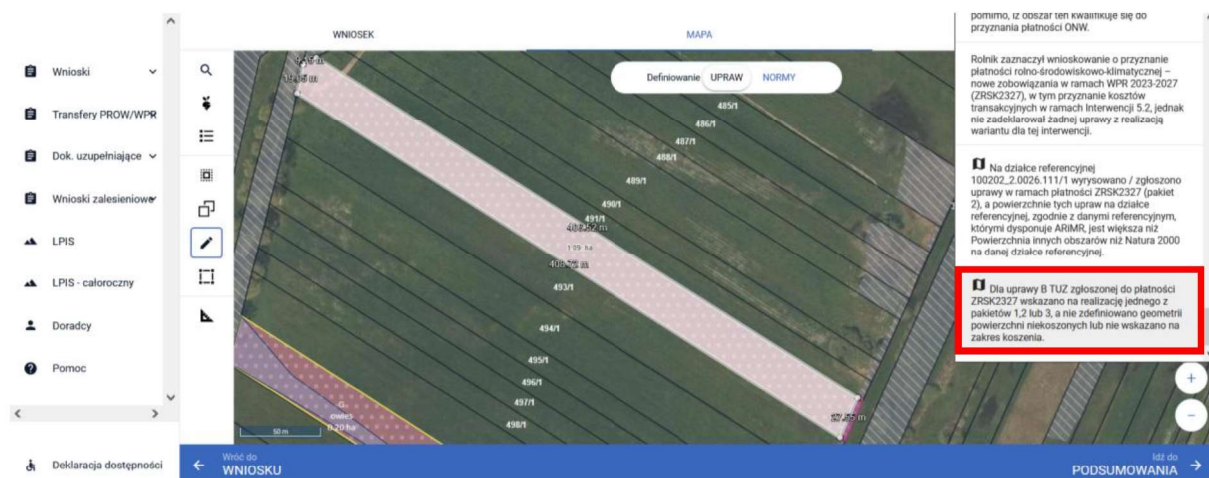 WNIOSEK
MAPA
Wnioski
Transfery PROW/WPR
Dok. uzupełniające
Wnioski zalesieniowe
LPIS
LPIS - całoroczny
Doradcy
Pomoc
Deklaracja dostępności
Definiowanie UPRAW NORMY
485/1
486/1
487/1
488/1
489/1
490/1
491/1
1.09 ha
493/1
494/1
495/1
496/1
497/1
498/1
G
owies
0.20 ha
27.55 m
50 m
pomimo, iż obszar ten kwalifikuje się do
przyznania płatności ONW.
Rolnik zaznaczył wnioskowanie o przyznanie
płatności rolno-środowiskowo-klimatycznej –
nowe zobowiązania w ramach WPR 2023-2027
(ZRSK2327), w tym przyznanie kosztów
transakcyjnych w ramach Interwencji 5.2, jednak
nie zadeklarował żadnej uprawy z realizacją
wariantu dla tej interwencji.
Na działce referencyjnej
100202_2.0026.111/1 wyrysowano / zgłoszono
uprawy w ramach płatności ZRSK2327 (pakiet
2), a powierzchnie tych upraw na działce
referencyjnej, zgodnie z danymi referencyjnym,
którymi dysponuje ARiMR, jest większa niż
Powierzchnia innych obszarów niż Natura 2000
na danej działce referencyjnej.
Dla uprawy B TUZ zgłoszonej do płatności
ZRSK2327 wskazano na realizację jednego z
pakietów 1,2 lub 3, a nie zdefiniowano geometrii
powierzchni niekoszonych lub nie wskazano na
zakres koszenia.
Wróć do
WNIOSKU
Idź do
PODSUMOWANIA